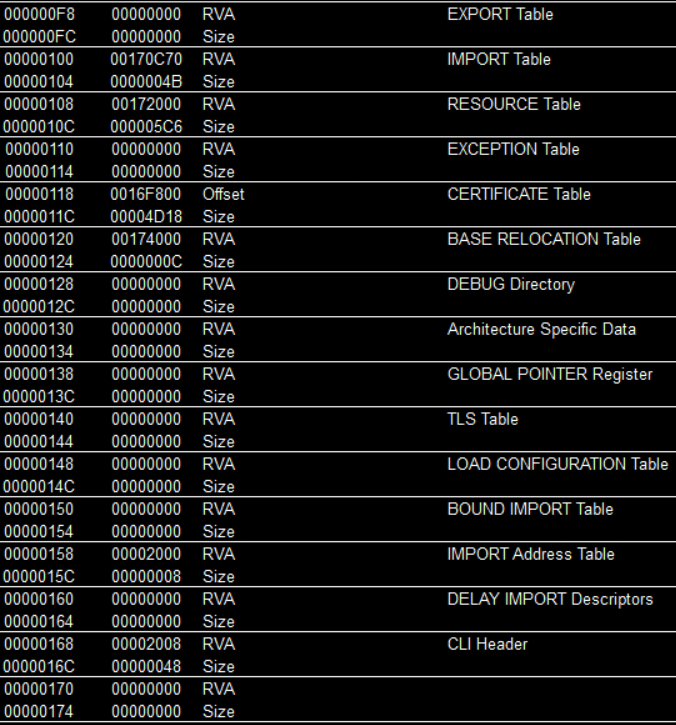 000000F8 00000000 RVA EXPORT Table
000000FC 00000000 Size
00000100 00170C70 RVA IMPORT Table
00000104 0000004B Size
00000108 00172000 RVA RESOURCE Table
0000010C 000005C6 Size
00000110 00000000 RVA EXCEPTION Table
00000114 00000000 Size
00000118 0016F800 Offset CERTIFICATE Table
0000011C 00004D18 Size
00000120 00174000 RVA BASE RELOCATION Table
00000124 0000000C Size
00000128 00000000 RVA DEBUG Directory
0000012C 00000000 Size
00000130 00000000 RVA Architecture Specific Data
00000134 00000000 Size
00000138 00000000 RVA GLOBAL POINTER Register
0000013C 00000000 Size
00000140 00000000 RVA TLS Table
00000144 00000000 Size
00000148 00000000 RVA LOAD CONFIGURATION Table
0000014C 00000000 Size
00000150 00000000 RVA BOUND IMPORT Table
00000154 00000000 Size
00000158 00002000 RVA IMPORT Address Table
0000015C 00000008 Size
00000160 00000000 RVA DELAY IMPORT Descriptors
00000164 00000000 Size
00000168 00002008 RVA CLI Header
0000016C 00000048 Size
00000170 00000000 RVA
00000174 00000000 Size